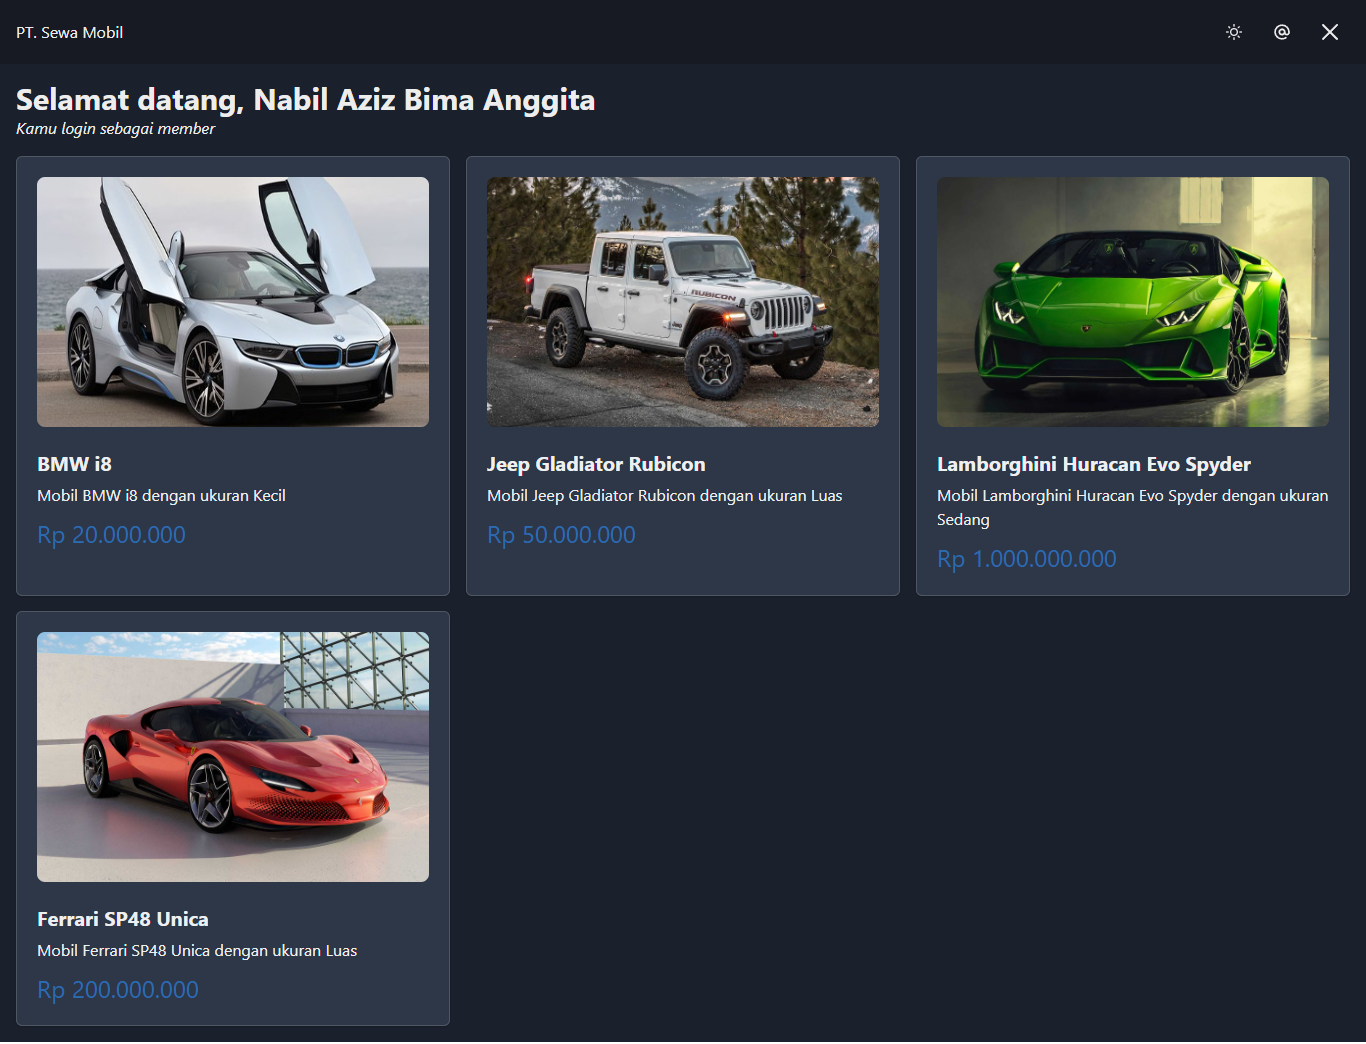 PT. Sewa Mobil
Selamat datang, Nabil Aziz Bima Anggita
Kamu login sebagai member
RUBICON
Jeep
BMW i8
Mobil BMW i8 dengan ukuran Kecil
Rp 20.000.000
Jeep Gladiator Rubicon
Mobil Jeep Gladiator Rubicon dengan ukuran Luas
Rp 50.000.000
Lamborghini Huracan Evo Spyder
Mobil Lamborghini Huracan Evo Spyder dengan ukuran
Sedang
Rp 1.000.000.000
Ferrari SP48 Unica
Mobil Ferrari SP48 Unica dengan ukuran Luas
Rp 200.000.000